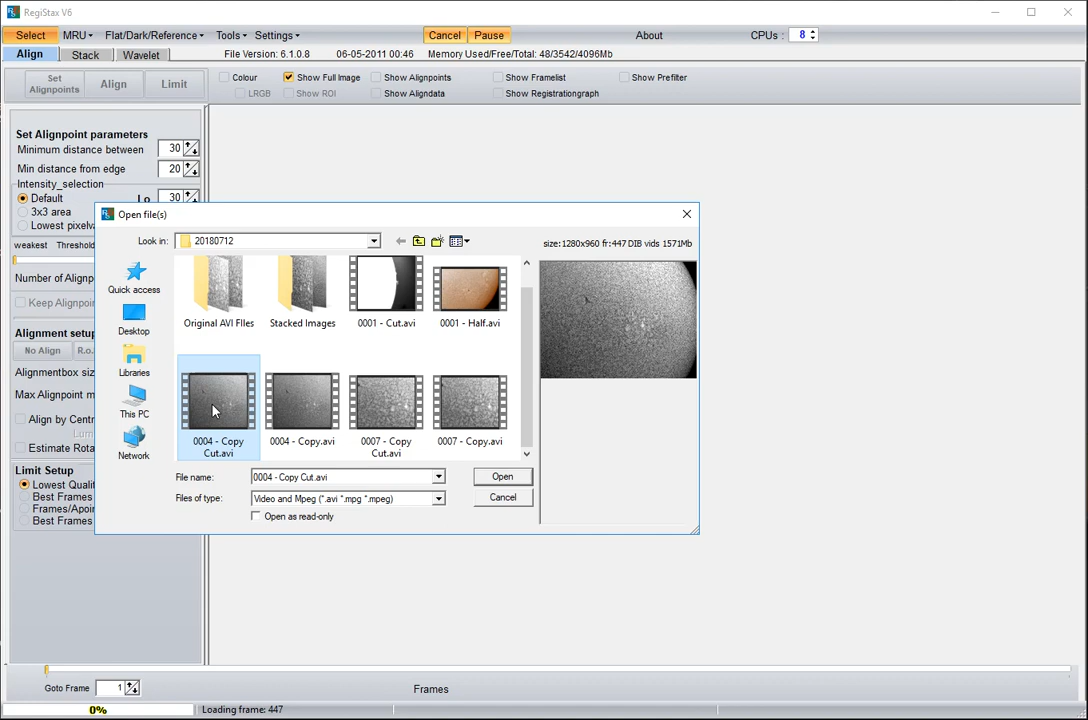 RegiStax V6
Select MRU Flat/Dark/Reference Tools Settings Cancel Pause About CPUs : 8
Align Stack Wavelet File Version: 6.1.0.8 06-05-2011 00:46 Memory Used/Free/Total: 48/3542/4096Mb
Set Alignpoints Align Limit
Colour Show Full Image Show Alignpoints Show Framelist Show Prefilter
LRGB Show ROI Show Aligndata Show Registrationgraph
Set Alignpoint parameters
Minimum distance between 30
Min distance from edge 20
Intensity_selection
Default Lo 30
3x3 area
Lowest pixelv
weakest Threshold
Number of Alignp
Keep Alignpoin
Alignment setup
No Align R.o.
Alignmentbox siz
Max Alignpoint m
Align by Centr
Lum
Estimate Rota
Limit Setup
Lowest Qualit
Best Frames
Frames/Apoin
Best Frames
Open file(s)
Look in: 20180712
size:1280x960 fr:447 DIB vids 1571Mb
Quick access
Desktop
Libraries
This PC
Network
Original AVI FIles Stacked Images 0001 - Cut.avi 0001 - Half.avi
0004 - Copy Cut.avi 0004 - Copy.avi 0007 - Copy Cut.avi 0007 - Copy.avi
File name: 0004 - Copy Cut.avi Open
Files of type: Video and Mpeg (*.avi *.mpg *.mpeg) Cancel
Open as read-only
Goto Frame 1 Frames
0% Loading frame: 447